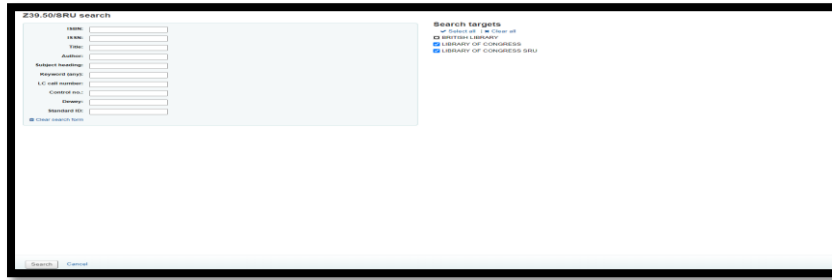 Z39.50/SRU search
ISBN:
ISSN:
Title:
Author:
Subject heading:
Keyword (any):
LC call number:
Control no.:
Dewey:
Standard ID:
Clear search form
Search targets
Select all | Clear all
BRITISH LIBRARY
LIBRARY OF CONGRESS
LIBRARY OF CONGRESS SRU
Search Cancel